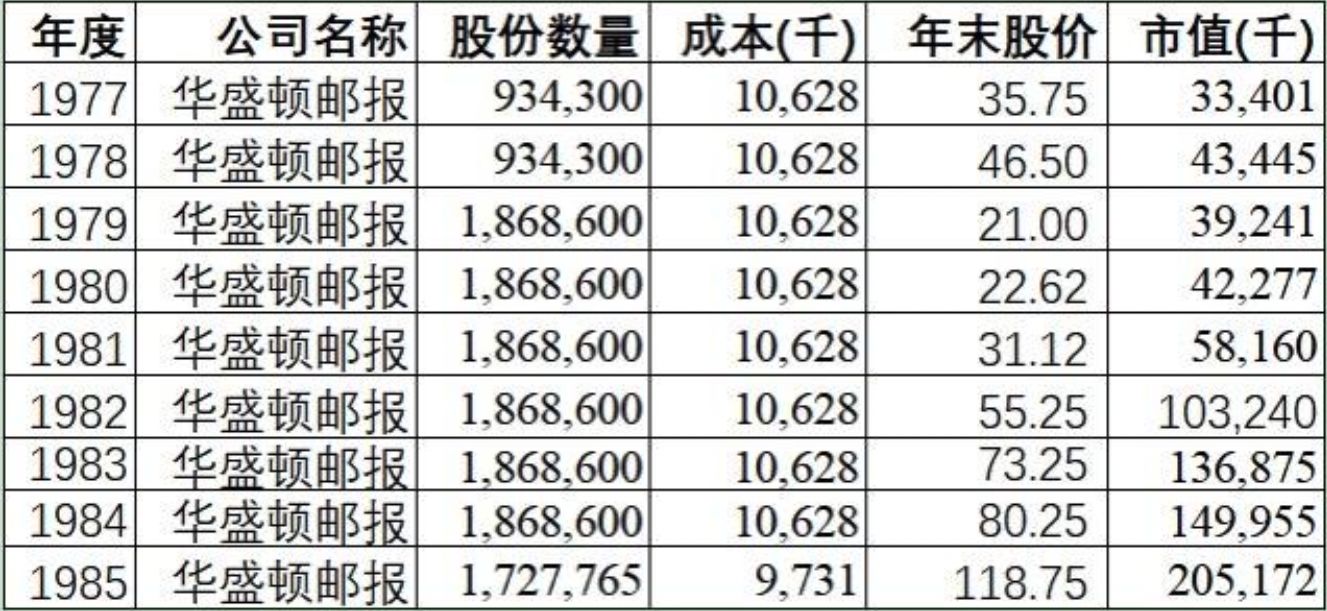 年度 公司名称 股份数量 成本(千) 年末股价 市值(千)
1977 华盛顿邮报 934,300 10,628 35.75 33,401
1978 华盛顿邮报 934,300 10,628 46.50 43,445
1979 华盛顿邮报 1,868,600 10,628 21.00 39,241
1980 华盛顿邮报 1,868,600 10,628 22.62 42,277
1981 华盛顿邮报 1,868,600 10,628 31.12 58,160
1982 华盛顿邮报 1,868,600 10,628 55.25 103,240
1983 华盛顿邮报 1,868,600 10,628 73.25 136,875
1984 华盛顿邮报 1,868,600 10,628 80.25 149,955
1985 华盛顿邮报 1,727,765 9,731 118.75 205,172